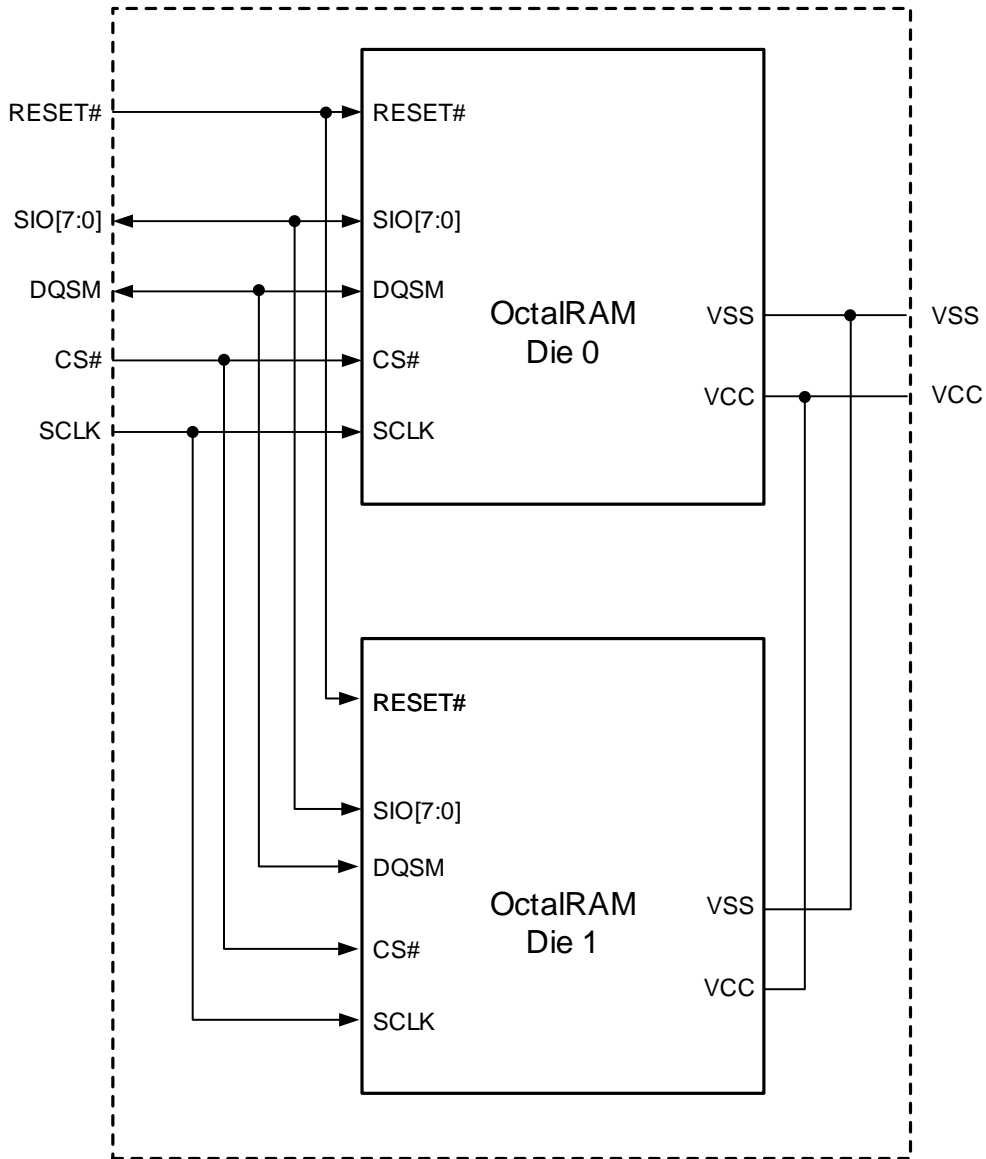 RESET#
SIO[7:0]
DQSM
CS#
SCLK
RESET#
SIO[7:0]
DQSM
CS#
SCLK
OctalRAM
Die 0
VSS
VCC
VSS
VCC
RESET#
SIO[7:0]
DQSM
CS#
SCLK
OctalRAM
Die 1
VSS
VCC